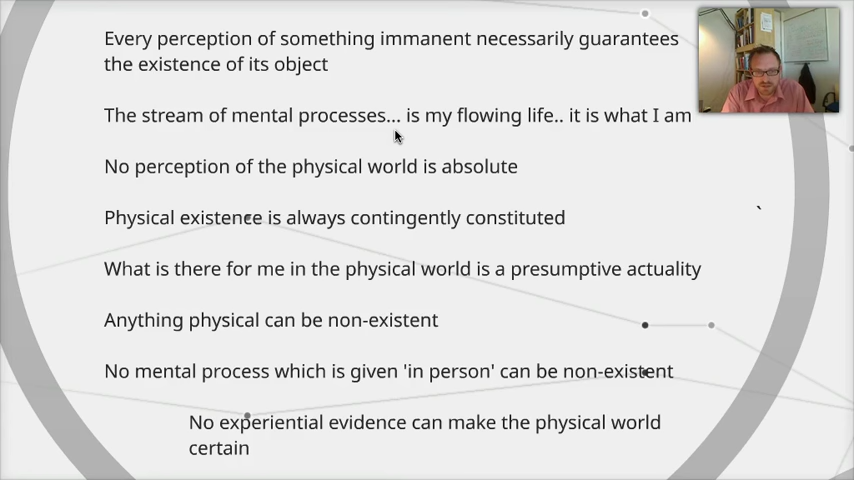 Every perception of something immanent necessarily guarantees
the existence of its object
The stream of mental processes... is my flowing life.. it is what I am
No perception of the physical world is absolute
Physical existence is always contingently constituted
What is there for me in the physical world is a presumptive actuality
Anything physical can be non-existent
No mental process which is given 'in person' can be non-existent
No experiential evidence can make the physical world
certain